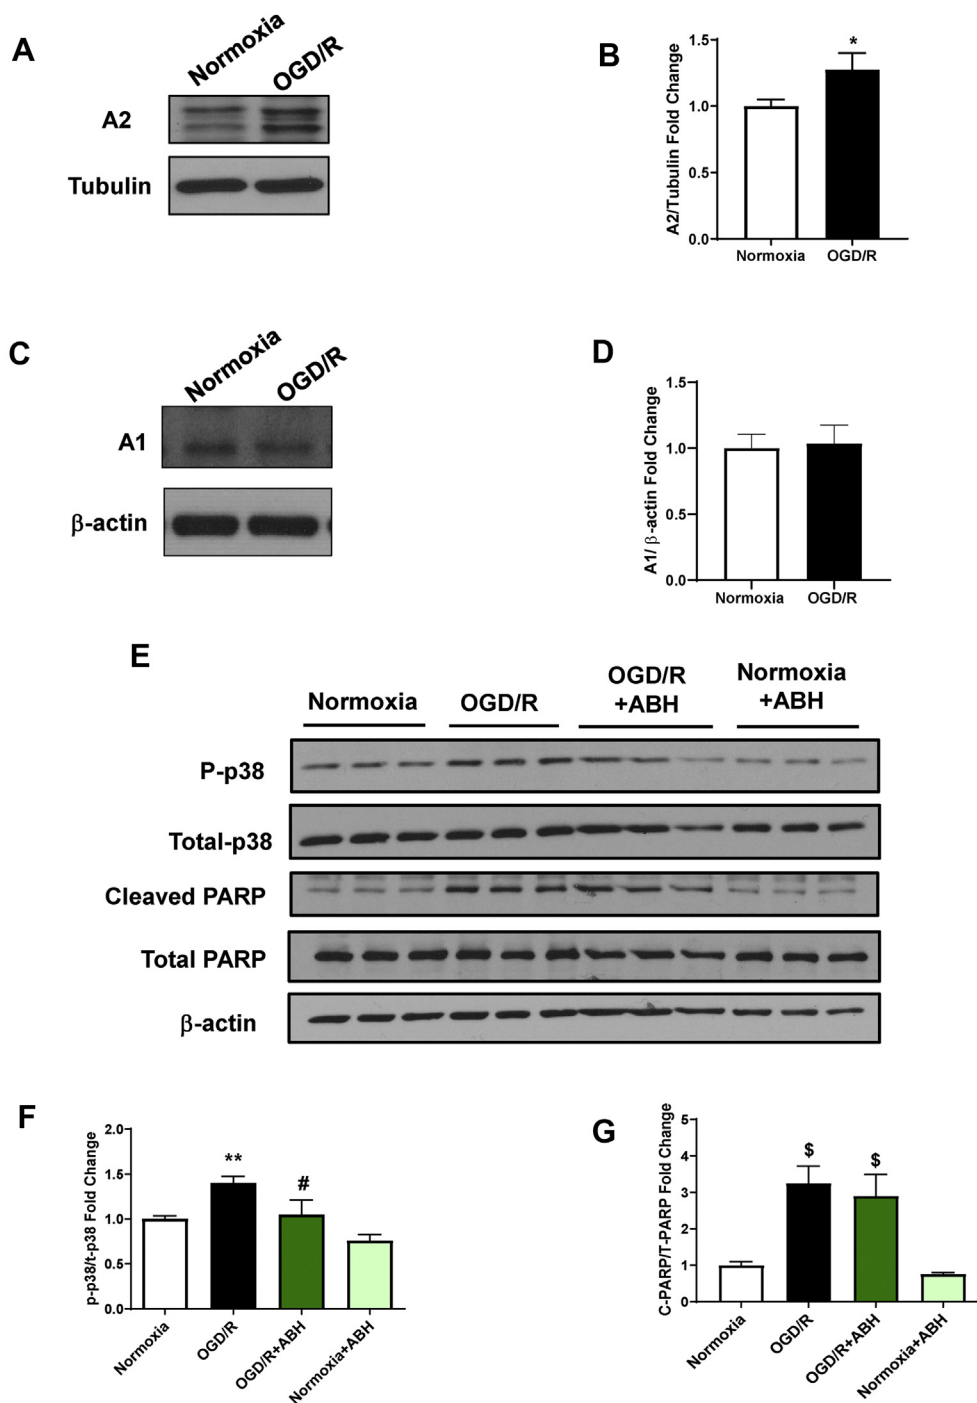 A
Normoxia
OGD/R
A2
Tubulin
B
A2/Tubulin Fold Change
1.5
*
1.0
0.5
0.0
Normoxia
OGD/R
C
Normoxia
OGD/R
A1
β-actin
D
A1/ β-actin Fold Change
1.5
1.0
0.5
0.0
Normoxia
OGD/R
E
Normoxia
OGD/R
OGD/R
+ABH
Normoxia
+ABH
P-p38
Total-p38
Cleaved PARP
Total PARP
β-actin
F
p-p38/t-p38 Fold Change
2.0
1.5
1.0
0.5
0.0
**
#
Normoxia
OGD/R
OGD/R+ABH
Normoxia+ABH
G
C-PARP/T-PARP Fold Change
5
4
3
2
1
0
$
$
Normoxia
OGD/R
OGD/R+ABH
Normoxia+ABH